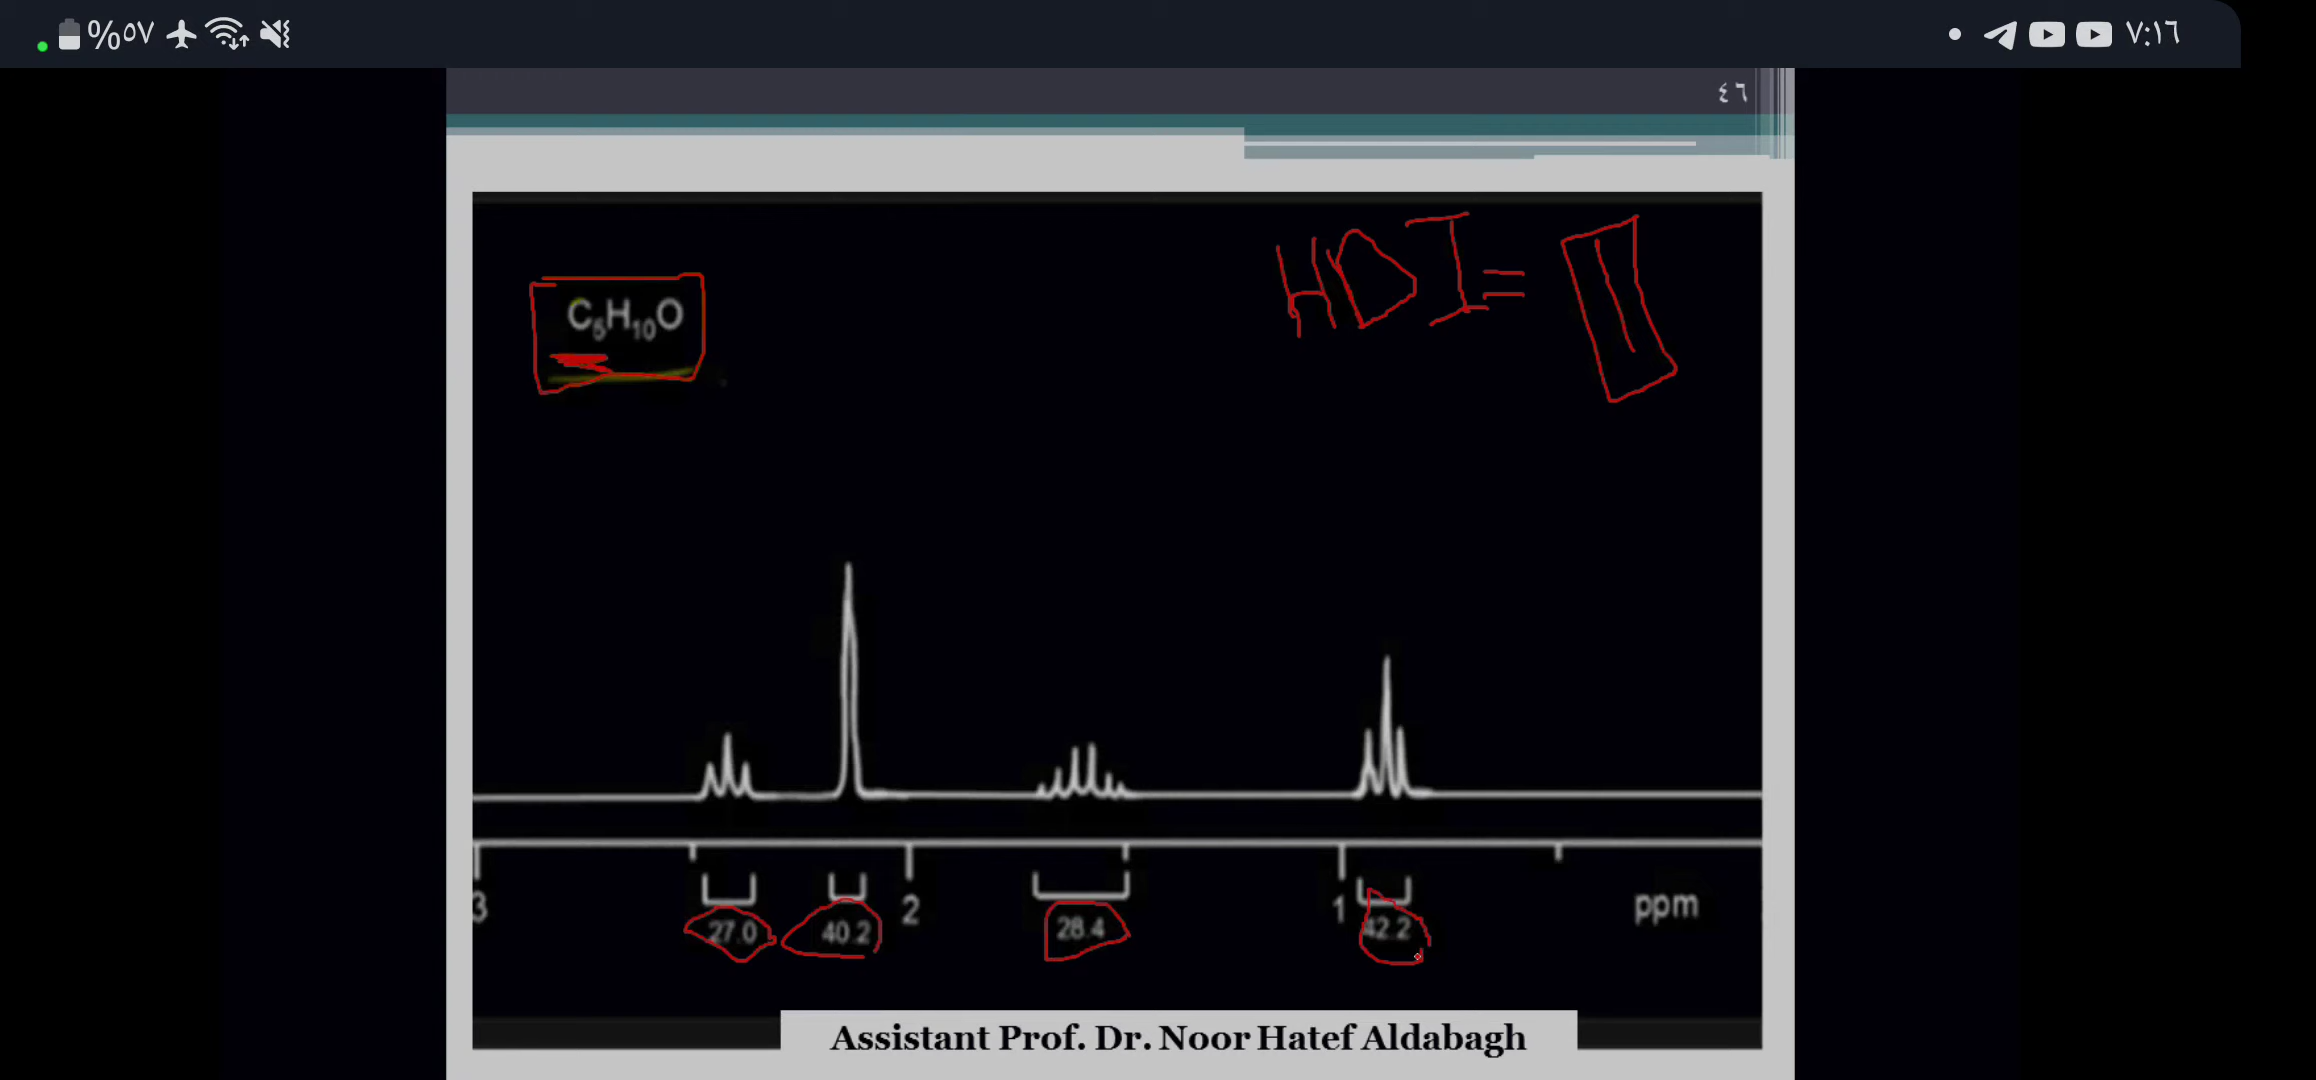 %٥٧ ٧:١٦
٤٦
C₅H₁₀O
HDI=
3 2 1 ppm
27.0 40.2 28.4 42.2
Assistant Prof. Dr. Noor Hatef Aldabagh